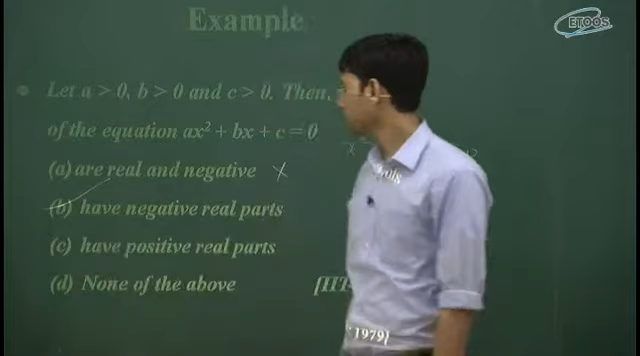 Example
ETOOS
Let a > 0, b > 0 and c > 0. Then,
of the equation ax² + bx + c = 0
(a) are real and negative x
(b) have negative real parts
(c) have positive real parts
(d) None of the above [IIT
1979]